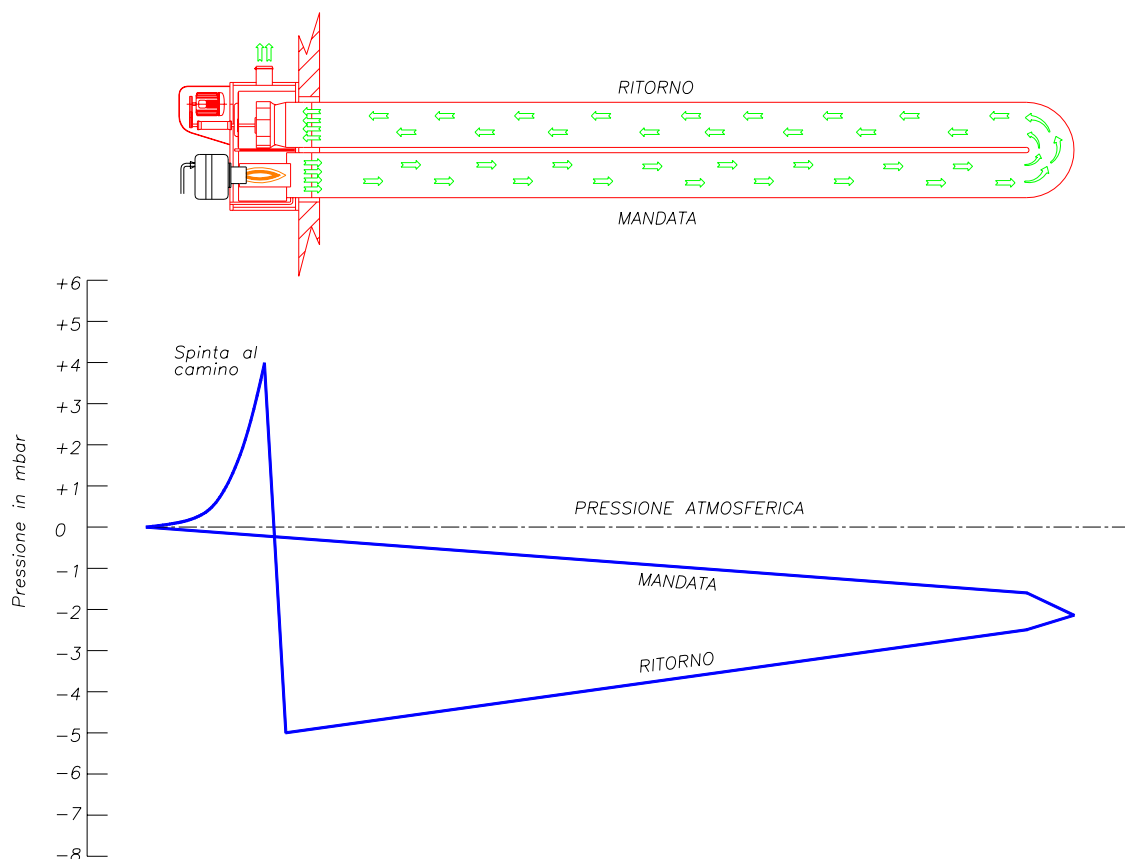 RITORNO
MANDATA
+6
+5
Spinta al
camino
+4
+3
+2
+1
PRESSIONE ATMOSFERICA
0
Pressione in mbar
-1
MANDATA
-2
-3
RITORNO
-4
-5
-6
-7
-8